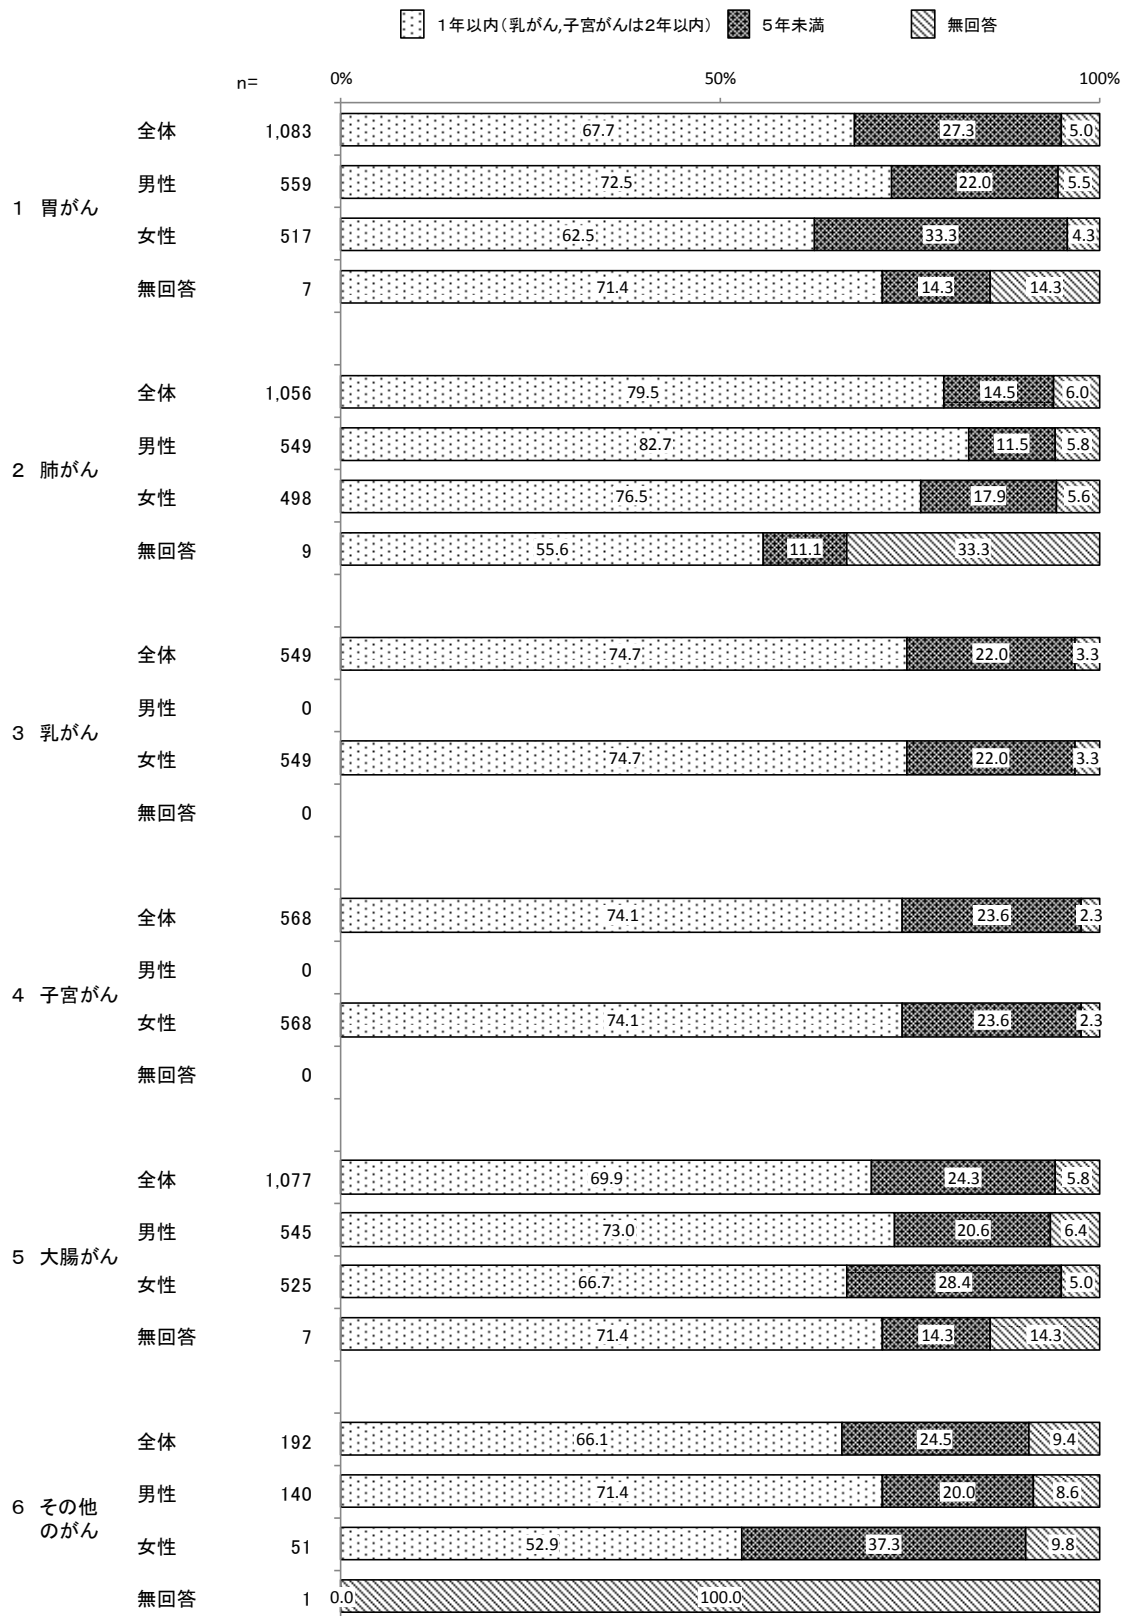 1年以内(乳がん,子宮がんは2年以内) 5年未満 無回答
n= 0% 50% 100%
全体 1,083 67.7 27.3 5.0
男性 559 72.5 22.0 5.5
1 胃がん
女性 517 62.5 33.3 4.3
無回答 7 71.4 14.3 14.3
全体 1,056 79.5 14.5 6.0
男性 549 82.7 11.5 5.8
2 肺がん
女性 498 76.5 17.9 5.6
無回答 9 55.6 11.1 33.3
全体 549 74.7 22.0 3.3
男性 0
3 乳がん
女性 549 74.7 22.0 3.3
無回答 0
全体 568 74.1 23.6 2.3
男性 0
4 子宮がん
女性 568 74.1 23.6 2.3
無回答 0
全体 1,077 69.9 24.3 5.8
男性 545 73.0 20.6 6.4
5 大腸がん
女性 525 66.7 28.4 5.0
無回答 7 71.4 14.3 14.3
全体 192 66.1 24.5 9.4
男性 140 71.4 20.0 8.6
6 その他
のがん
女性 51 52.9 37.3 9.8
無回答 1 0.0 100.0